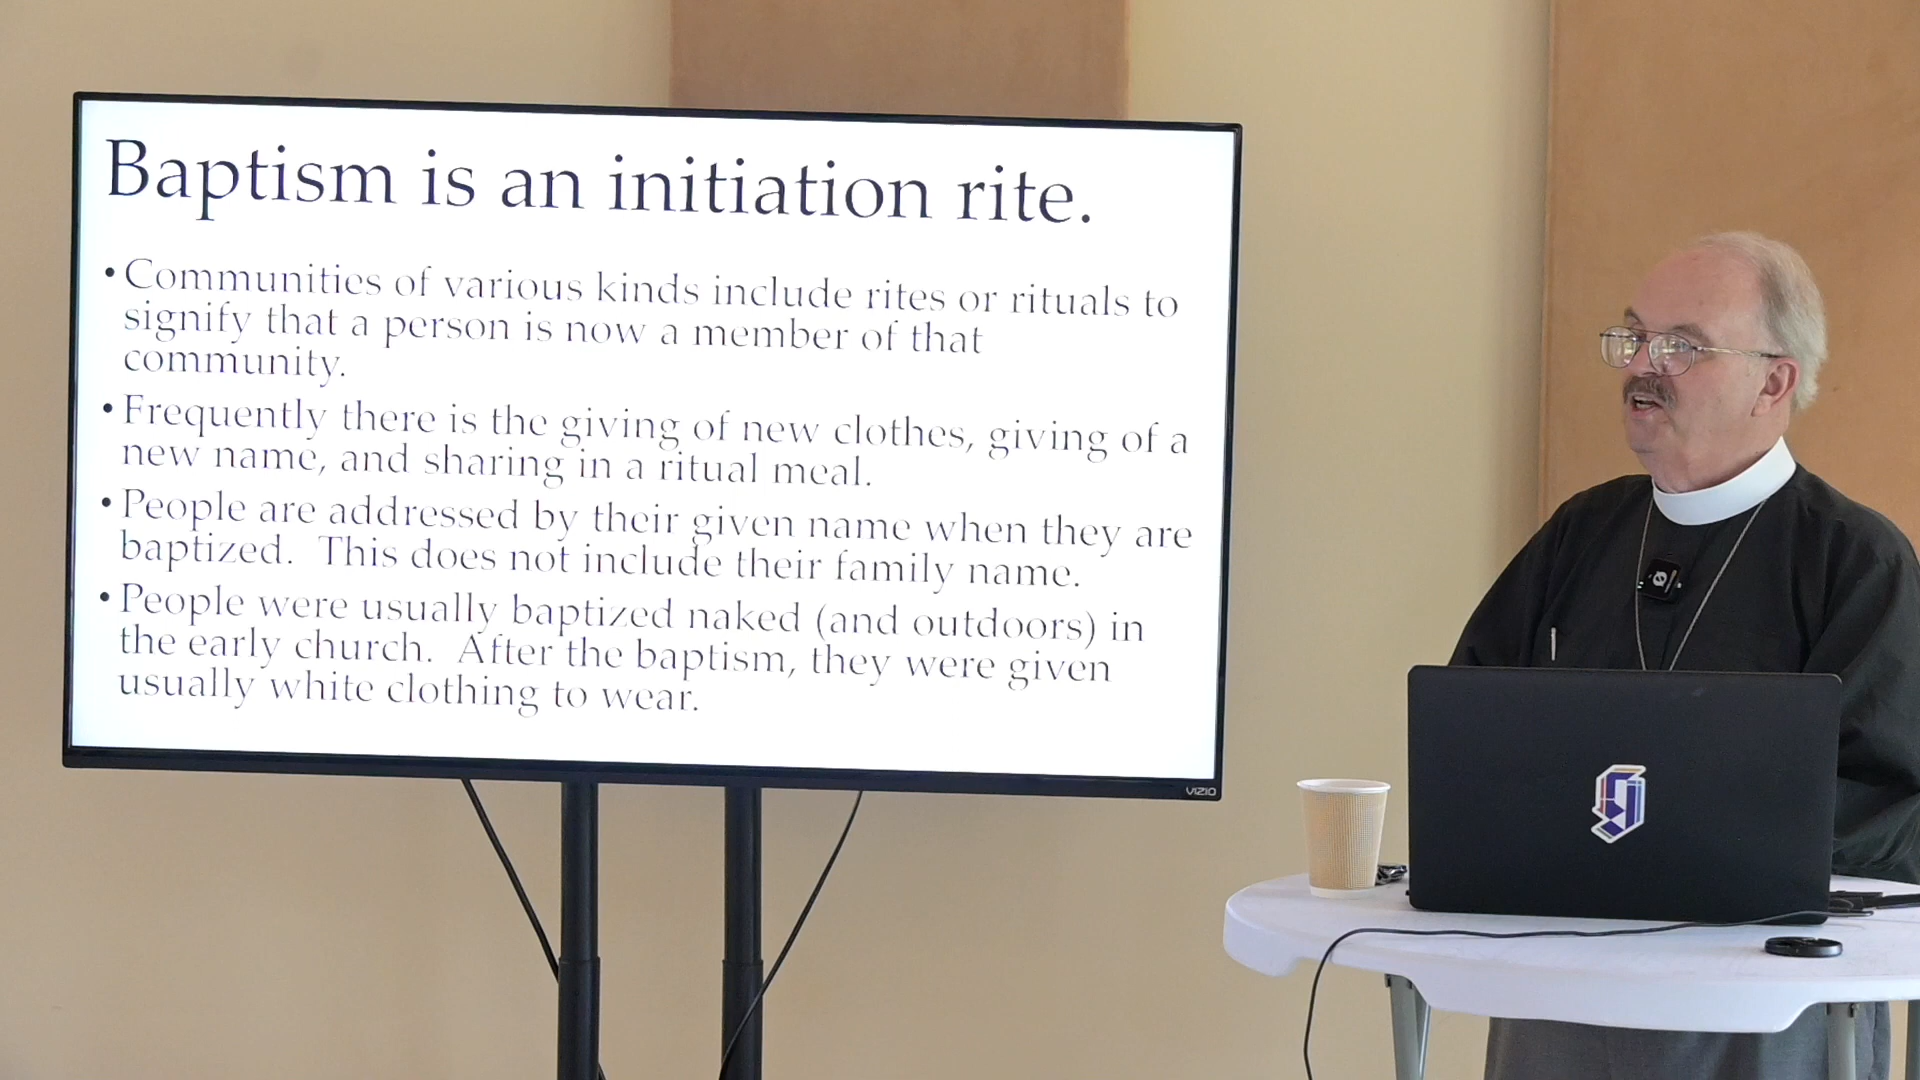 Baptism is an initiation rite.
• Communities of various kinds include rites or rituals to
signify that a person is now a member of that
community.
• Frequently there is the giving of new clothes, giving of a
new name, and sharing in a ritual meal.
• People are addressed by their given name when they are
baptized.  This does not include their family name.
• People were usually baptized naked (and outdoors) in
the early church.  After the baptism, they were given
usually white clothing to wear.
VIZIO